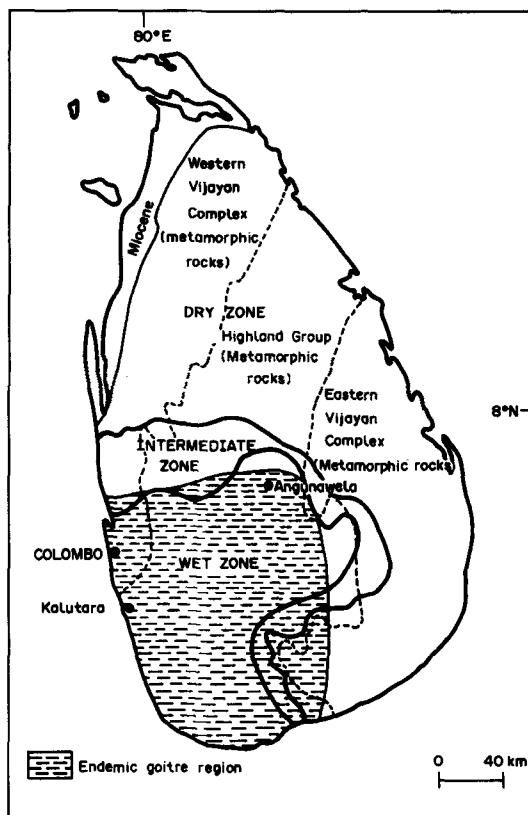 80°E
Western
Vijayan
Complex
(metamorphic
rocks)
Miocene
DRY ZONE
Highland Group
(Metamorphic
rocks)
Eastern
Vijayan
Complex
(Metamorphic rocks)
8°N
INTERMEDIATE
ZONE
Angunawela
COLOMBO
WET ZONE
Kalutara
Endemic goitre region
0 40 km